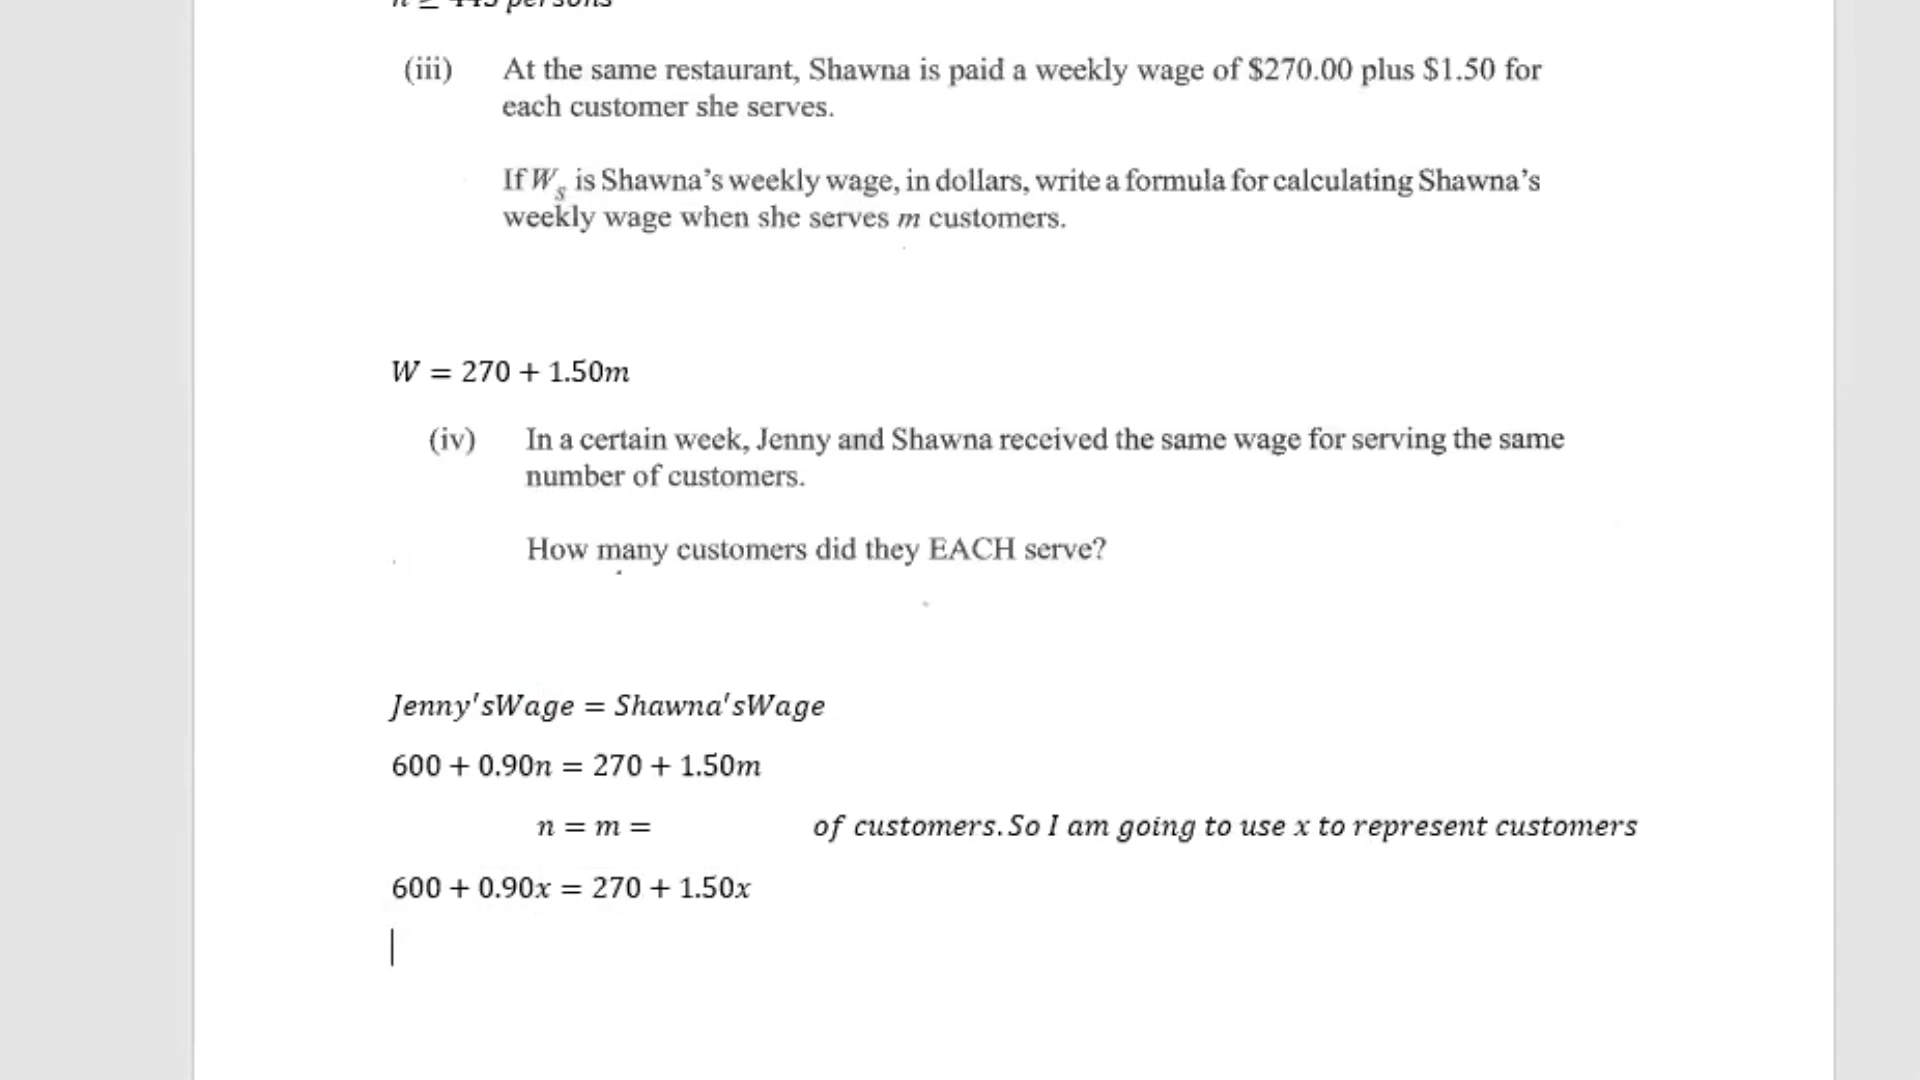 n ≥ 445 persons
(iii) At the same restaurant, Shawna is paid a weekly wage of $270.00 plus $1.50 for
each customer she serves.
If Wₛ is Shawna's weekly wage, in dollars, write a formula for calculating Shawna's
weekly wage when she serves m customers.
W = 270 + 1.50m
(iv) In a certain week, Jenny and Shawna received the same wage for serving the same
number of customers.
How many customers did they EACH serve?
Jenny'sWage = Shawna'sWage
600 + 0.90n = 270 + 1.50m
n = m = of customers.So I am going to use x to represent customers
600 + 0.90x = 270 + 1.50x